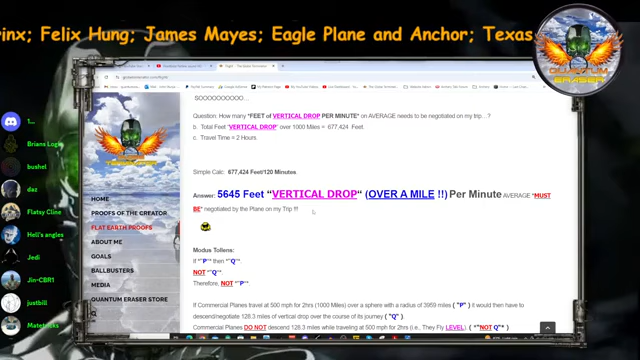 rinx; Felix Hung; James Mayes; Eagle Plane and Anchor; Texas
QUANTUM
ERASER
SOOOOOOOOOO...
Question: How many "FEET of VERTICAL DROP PER MINUTE" on AVERAGE needs to be negotiated on my trip...?
b. Total Feet 'VERTICAL DROP' over 1000 Miles = 677,424 Feet.
c. Travel Time = 2 Hours
Simple Calc: 677,424 Feet/120 Minutes
Answer: 5645 Feet "VERTICAL DROP" (OVER A MILE !!) Per Minute AVERAGE "MUST
BE" negotiated by the Plane on my Trip !!!
Modus Tollens:
If "P" then "Q".
NOT "Q"
Therefore, NOT "P"
If Commercial Planes travel at 500 mph for 2hrs (1000 Miles) over a sphere with a radius of 3959 miles ( "P" ) it would then have to
descend/negotiate 128.3 miles of vertical drop over the course of its journey ( "Q" )
Commercial Planes DO NOT descend 128.3 miles while traveling at 500 mph for 2hrs (i.e., They Fly LEVEL). ( "NOT Q" )
HOME
PROOFS OF THE CREATOR
FLAT EARTH PROOFS
ABOUT ME
GOALS
BALLBUSTERS
MEDIA
QUANTUM ERASER STORE
1...
Brians Logic
bushel
daz
Flatsy Cline
Hell's angels
Jedi
Jin-CBR1
justbill